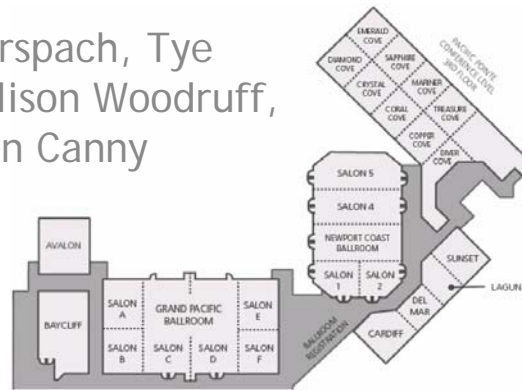 rspach, Tye
lison Woodruff,
n Canny
EMERALD
COVE
DIAMOND
COVE
SAPPHIRE
COVE
CRYSTAL
COVE
MARINER
COVE
CORAL
COVE
TREASURE
COVE
COPPER
COVE
DIVER
COVE
PACIFIC PONTE
CONFERENCE LEVEL
3RD FLOOR
SALON 5
SALON 4
NEWPORT COAST
BALLROOM
SALON
1
SALON
2
SUNSET
LAGUN
DEL
MAR
CARDIFF
BALLROOM
REGISTRATION
AVALON
BAYCLIFF
SALON
A
GRAND PACIFIC
BALLROOM
SALON
E
SALON
B
SALON
C
SALON
D
SALON
F